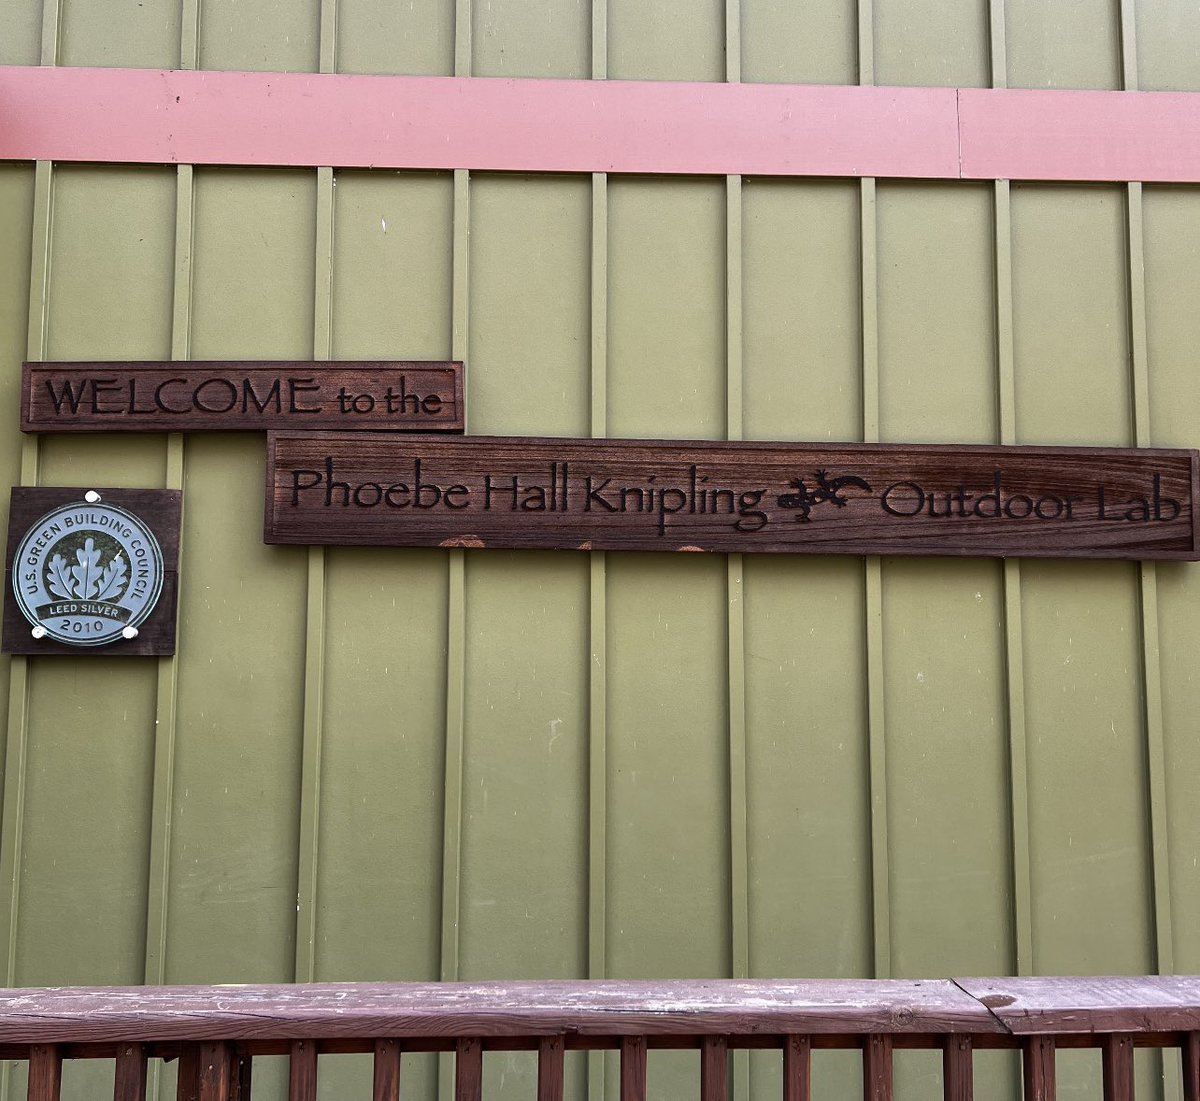 WELCOME to the
Phoebe Hall Knipling Outdoor Lab
U.S. GREEN BUILDING COUNCIL
LEED SILVER
2010